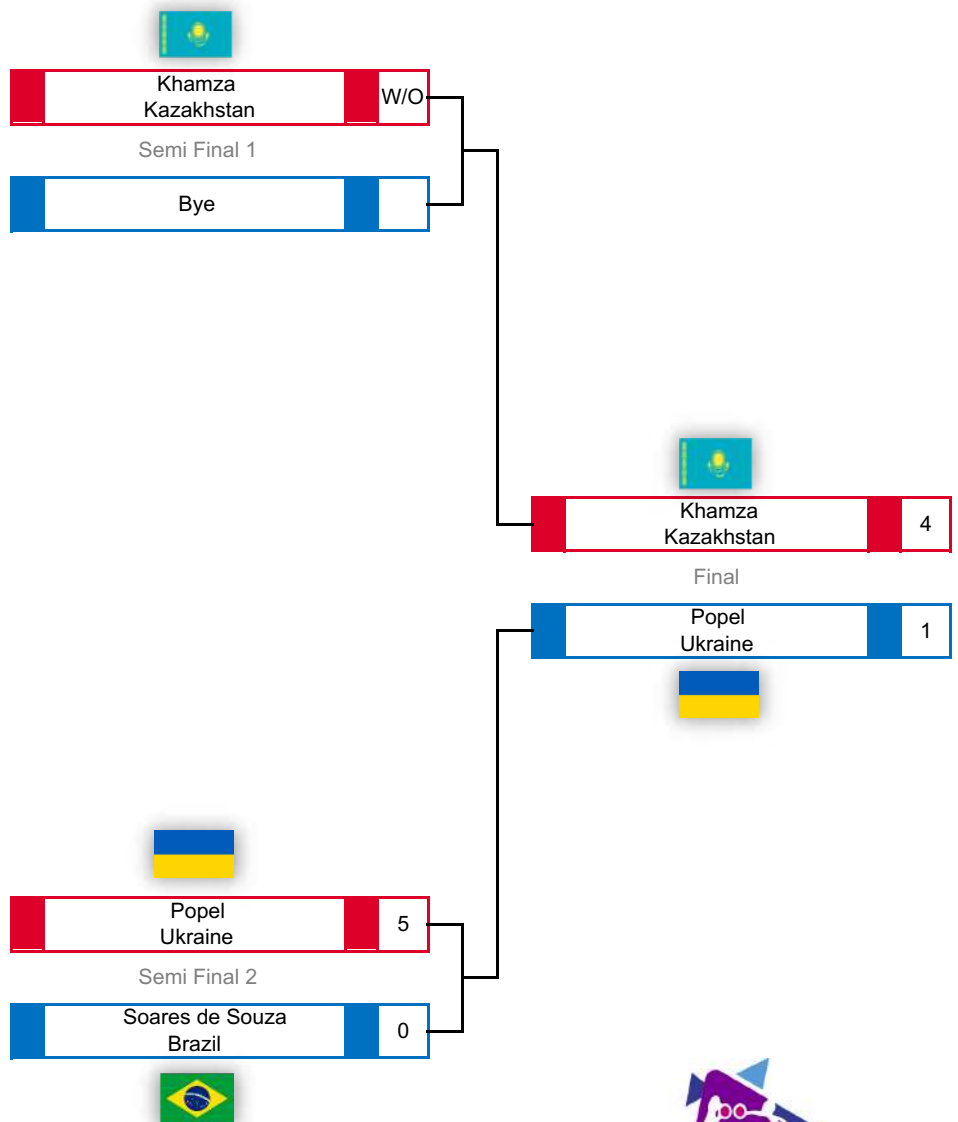 Khamza
Kazakhstan
W/O
Semi Final 1
Bye
Khamza
Kazakhstan
4
Final
Popel
Ukraine
1
Popel
Ukraine
5
Semi Final 2
Soares de Souza
Brazil
0